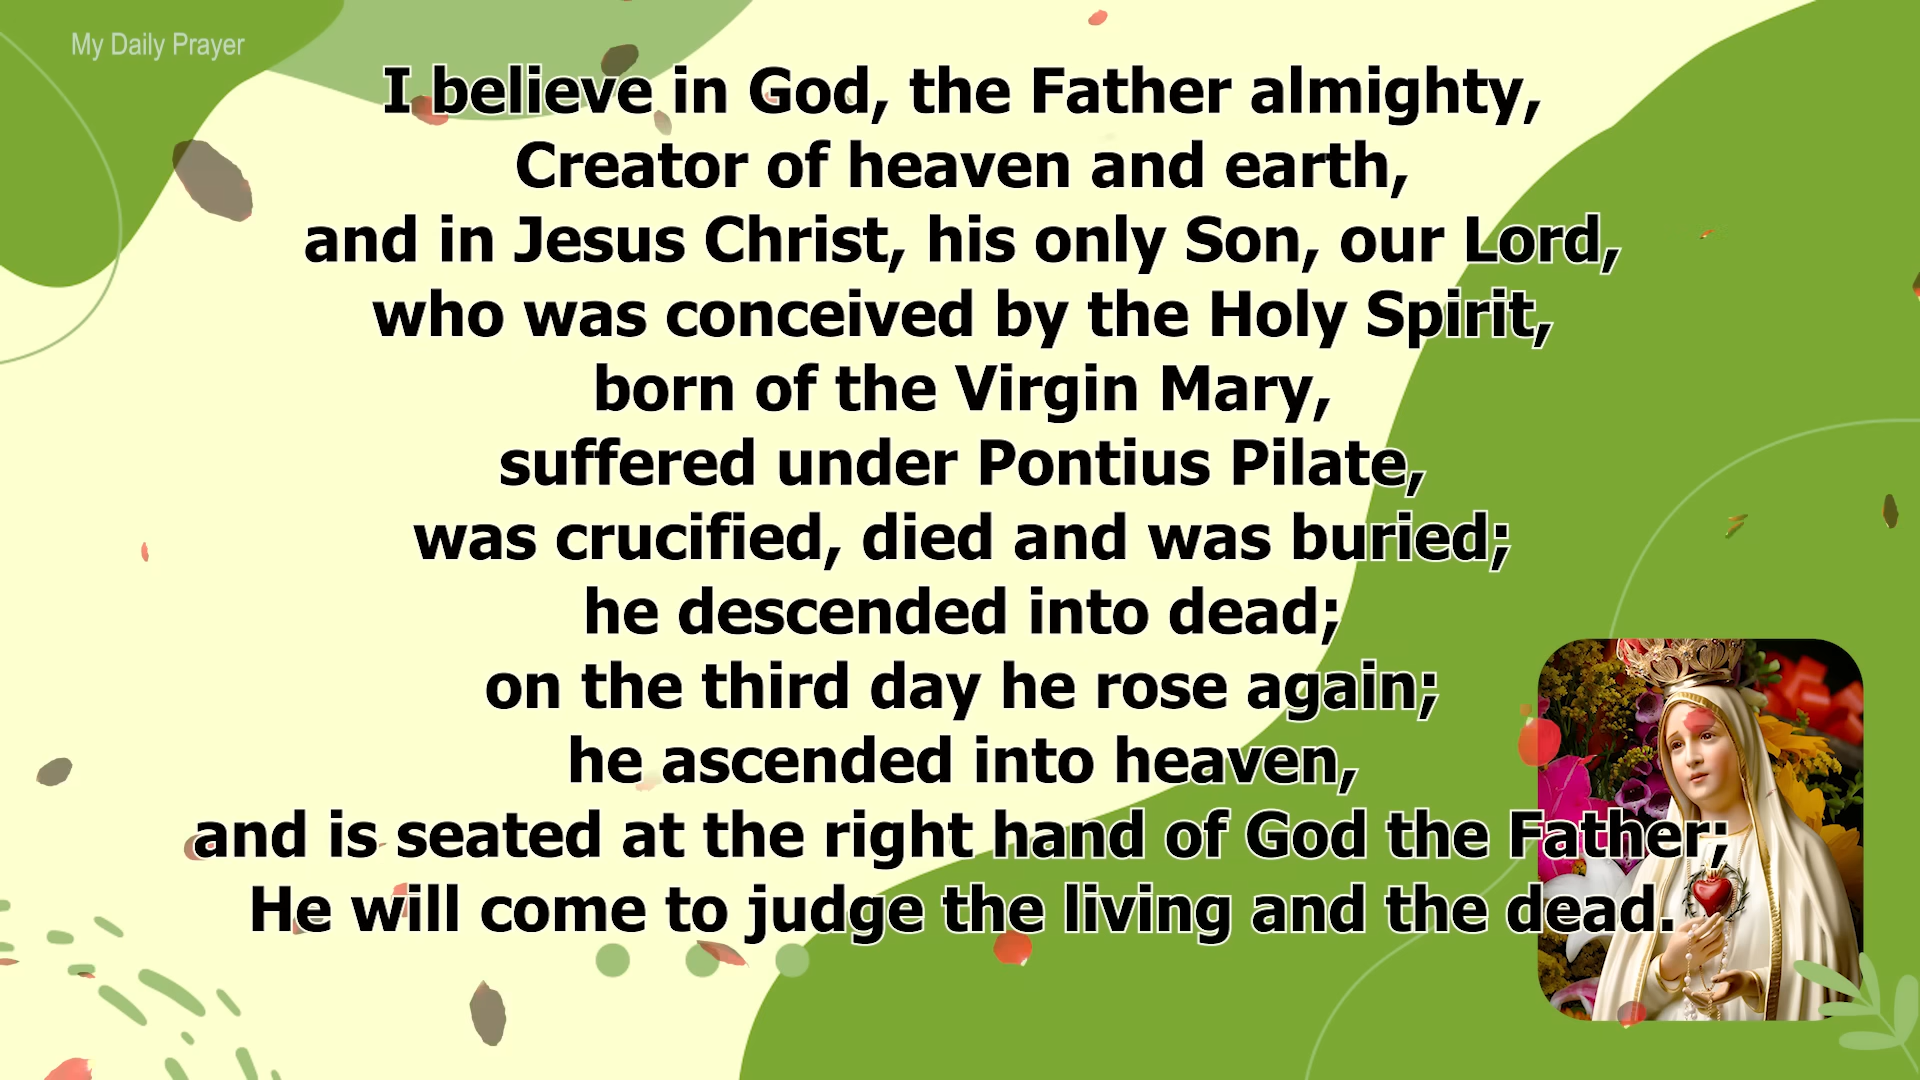 My Daily Prayer
I believe in God, the Father almighty,
Creator of heaven and earth,
and in Jesus Christ, his only Son, our Lord,
who was conceived by the Holy Spirit,
born of the Virgin Mary,
suffered under Pontius Pilate,
was crucified, died and was buried;
he descended into dead;
on the third day he rose again;
he ascended into heaven,
and is seated at the right hand of God the Father;
He will come to judge the living and the dead.